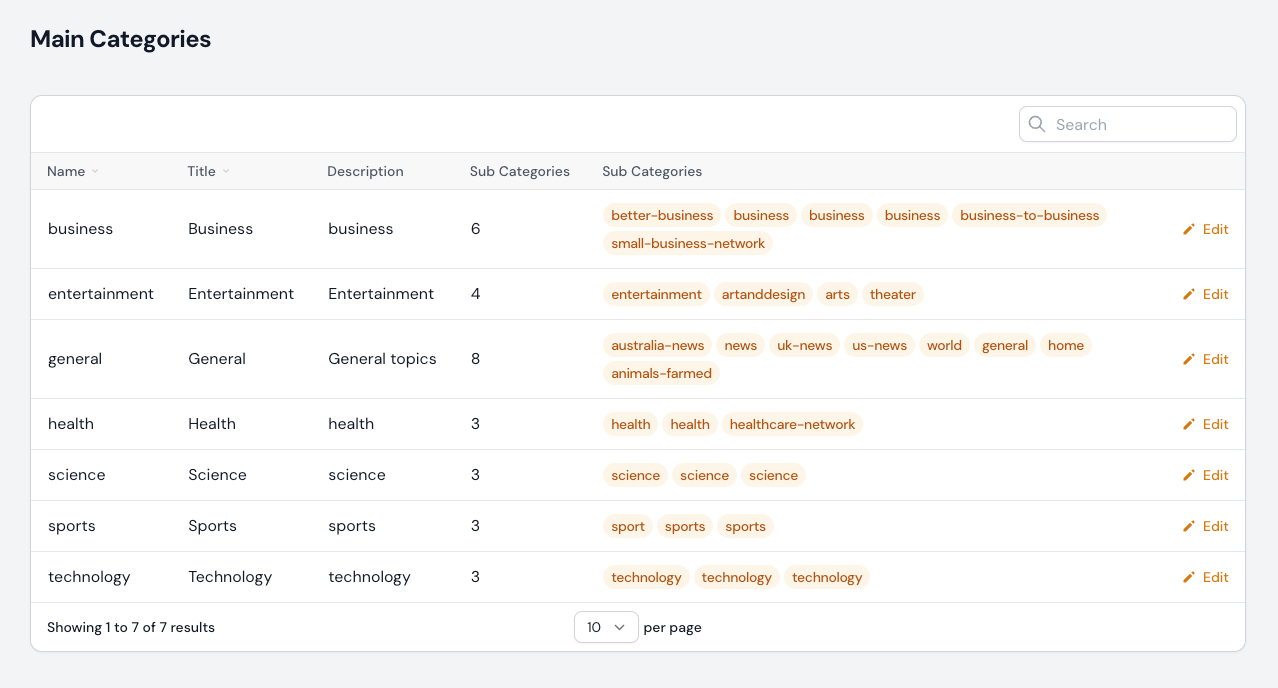 Main Categories
Search
Name Title Description Sub Categories Sub Categories
business Business business 6 better-business business business business business-to-business small-business-network Edit
entertainment Entertainment Entertainment 4 entertainment artanddesign arts theater Edit
general General General topics 8 australia-news news uk-news us-news world general home animals-farmed Edit
health Health health 3 health health healthcare-network Edit
science Science science 3 science science science Edit
sports Sports sports 3 sport sports sports Edit
technology Technology technology 3 technology technology technology Edit
Showing 1 to 7 of 7 results 10 per page